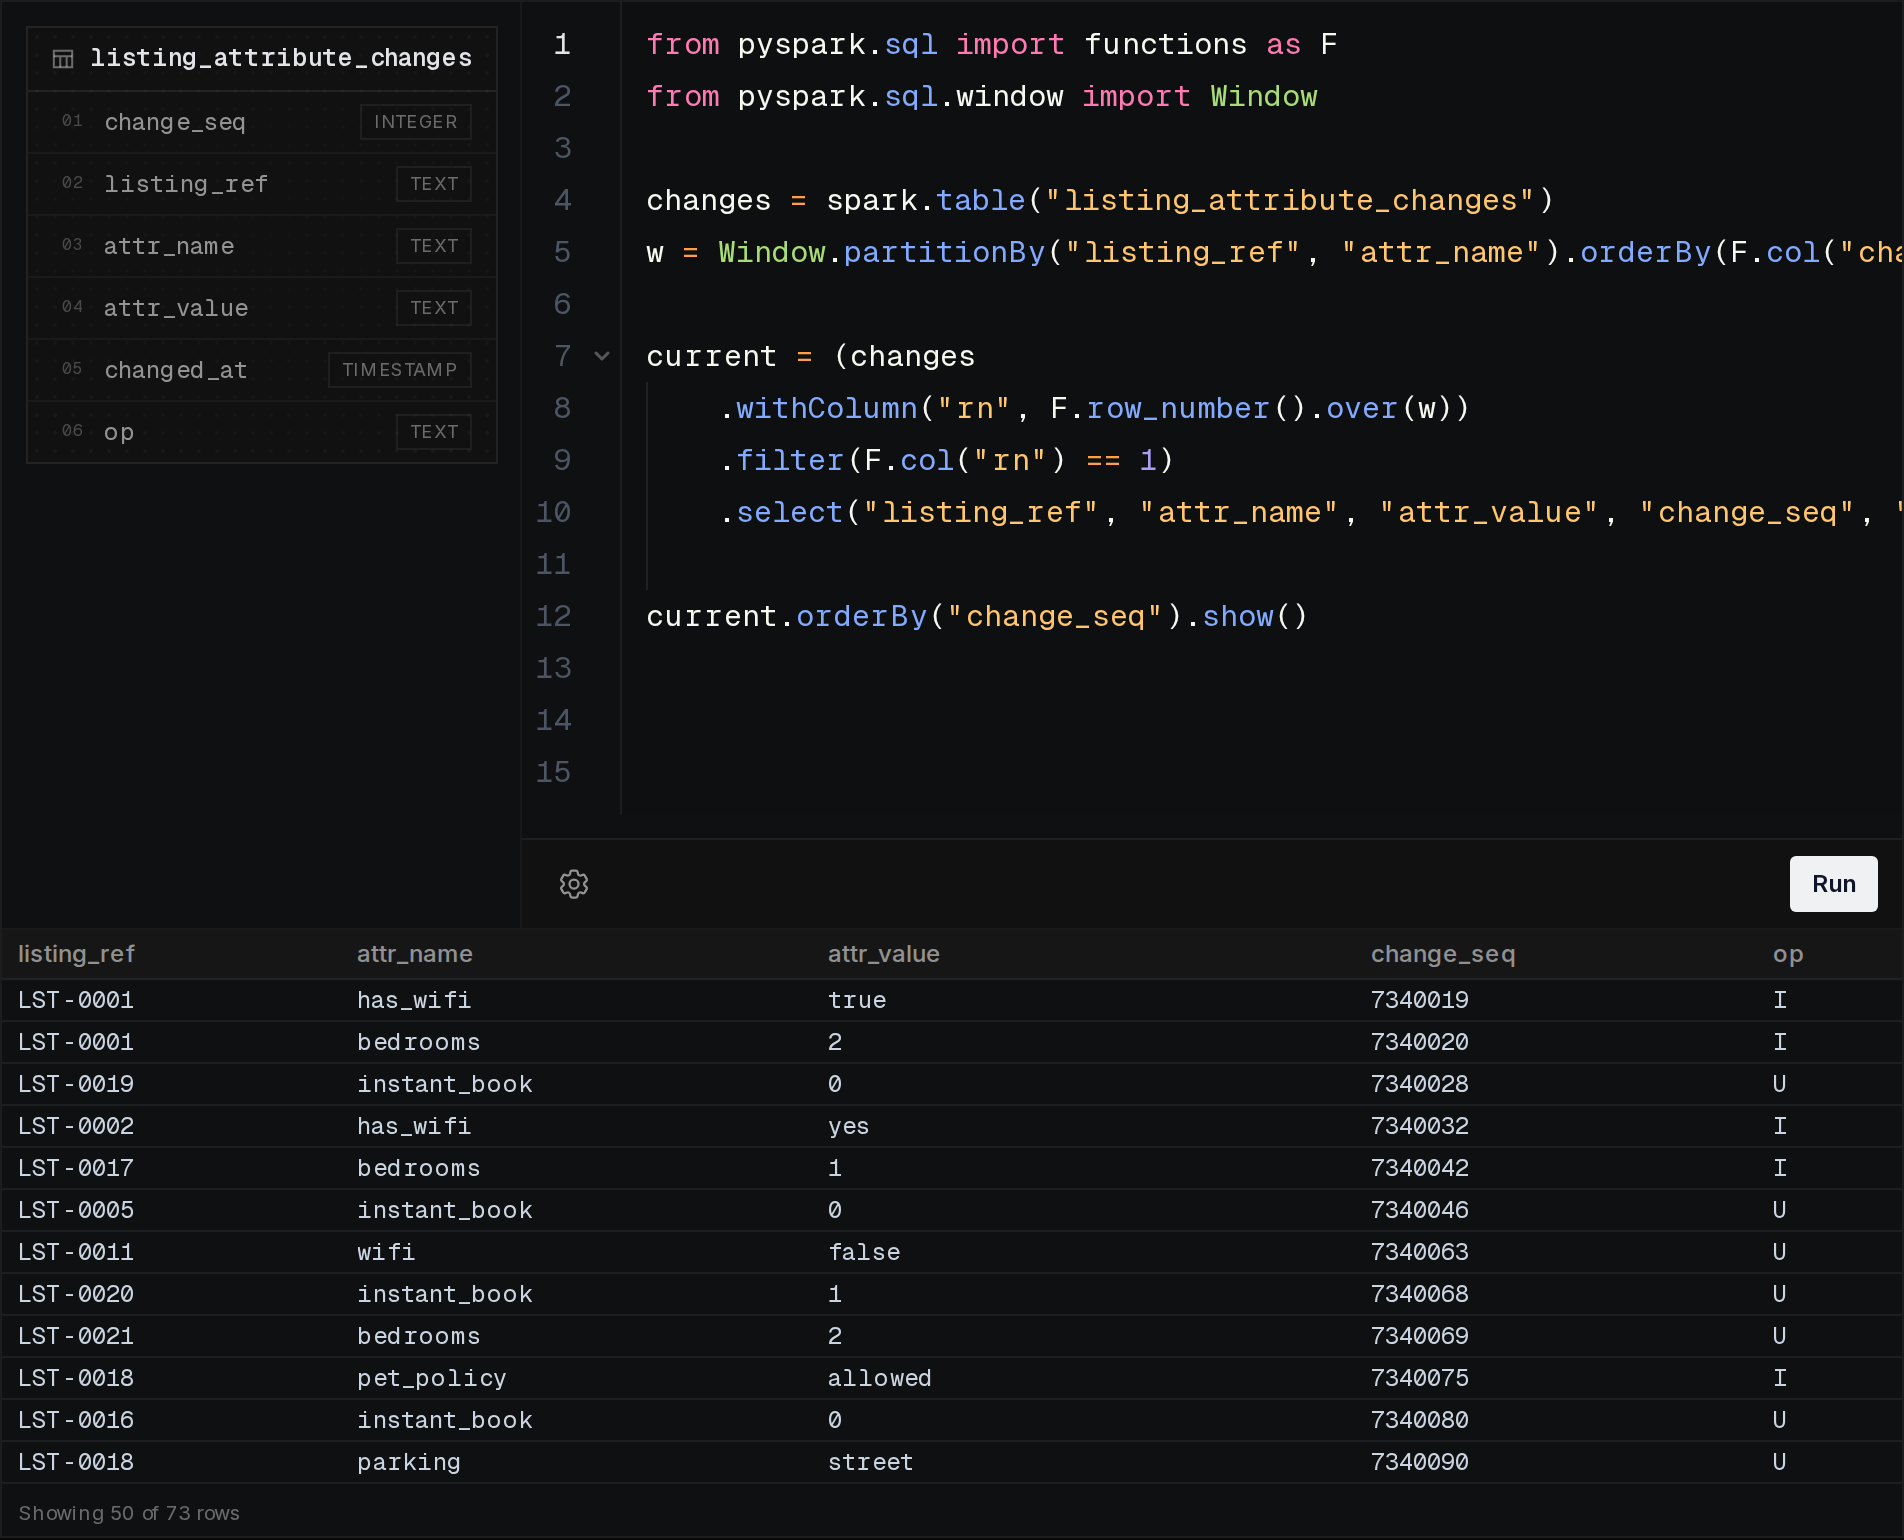 listing_attribute_changes
01 change_seq INTEGER
02 listing_ref TEXT
03 attr_name TEXT
04 attr_value TEXT
05 changed_at TIMESTAMP
06 op TEXT
1 from pyspark.sql import functions as F
2 from pyspark.sql.window import Window
3
4 changes = spark.table("listing_attribute_changes")
5 w = Window.partitionBy("listing_ref", "attr_name").orderBy(F.col("cha
6
7 current = (changes
8 .withColumn("rn", F.row_number().over(w))
9 .filter(F.col("rn") == 1)
10 .select("listing_ref", "attr_name", "attr_value", "change_seq", "
11
12 current.orderBy("change_seq").show()
13
14
15
Run
listing_ref attr_name attr_value change_seq op
LST-0001 has_wifi true 7340019 I
LST-0001 bedrooms 2 7340020 I
LST-0019 instant_book 0 7340028 U
LST-0002 has_wifi yes 7340032 I
LST-0017 bedrooms 1 7340042 I
LST-0005 instant_book 0 7340046 U
LST-0011 wifi false 7340063 U
LST-0020 instant_book 1 7340068 U
LST-0021 bedrooms 2 7340069 U
LST-0018 pet_policy allowed 7340075 I
LST-0016 instant_book 0 7340080 U
LST-0018 parking street 7340090 U
Showing 50 of 73 rows